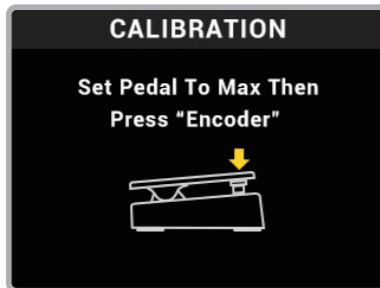 CALIBRATION
Set Pedal To Max Then
Press “Encoder”